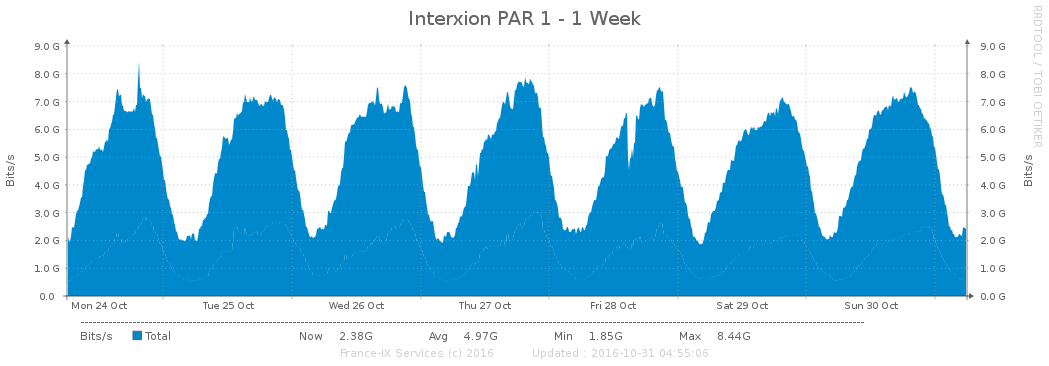 Interxion PAR 1 - 1 Week
RRDTOOL / TOBI OETIKER
9.0 G 9.0 G
8.0 G 8.0 G
7.0 G 7.0 G
6.0 G 6.0 G
5.0 G 5.0 G
4.0 G 4.0 G
3.0 G 3.0 G
2.0 G 2.0 G
1.0 G 1.0 G
0.0 0.0 G
Bits/s
Bits/s
Mon 24 Oct Tue 25 Oct Wed 26 Oct Thu 27 Oct Fri 28 Oct Sat 29 Oct Sun 30 Oct
Bits/s Total Now 2.38G Avg 4.97G Min 1.85G Max 8.44G
France-IX Services (c) 2016 Updated : 2016-10-31 04:55:06